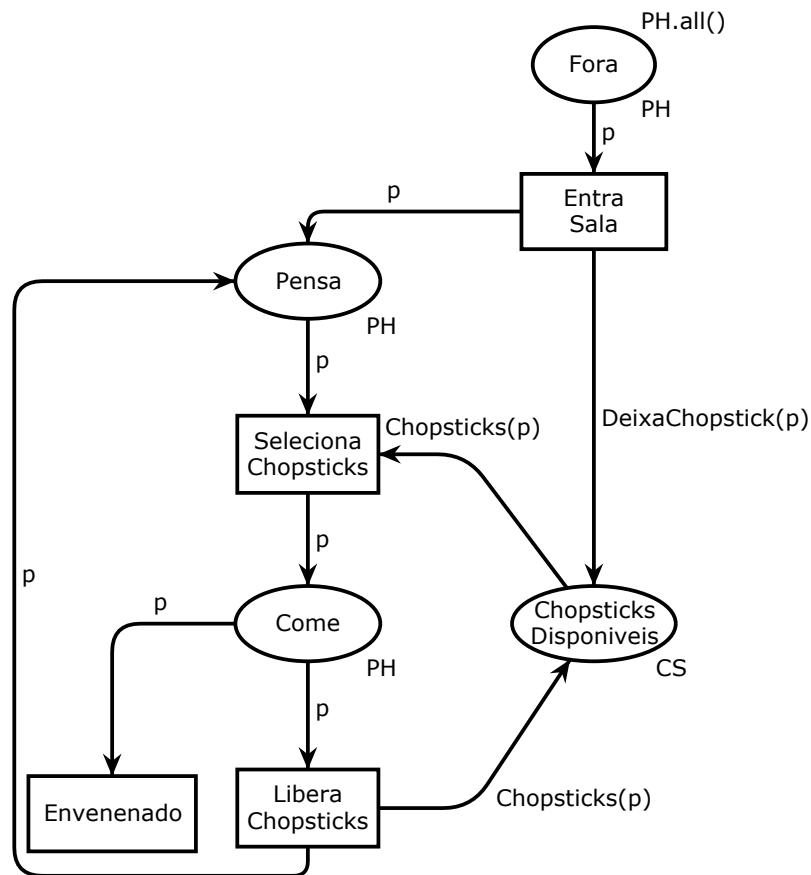 PH.all()
Fora
PH
p
Entra
Sala
p
Pensa
PH
p
Chopsticks(p)
DeixaChopstick(p)
Seleciona
Chopsticks
p
p
p
Come
PH
Chopsticks
Disponiveis
CS
p
Envenenado
Libera
Chopsticks
Chopsticks(p)